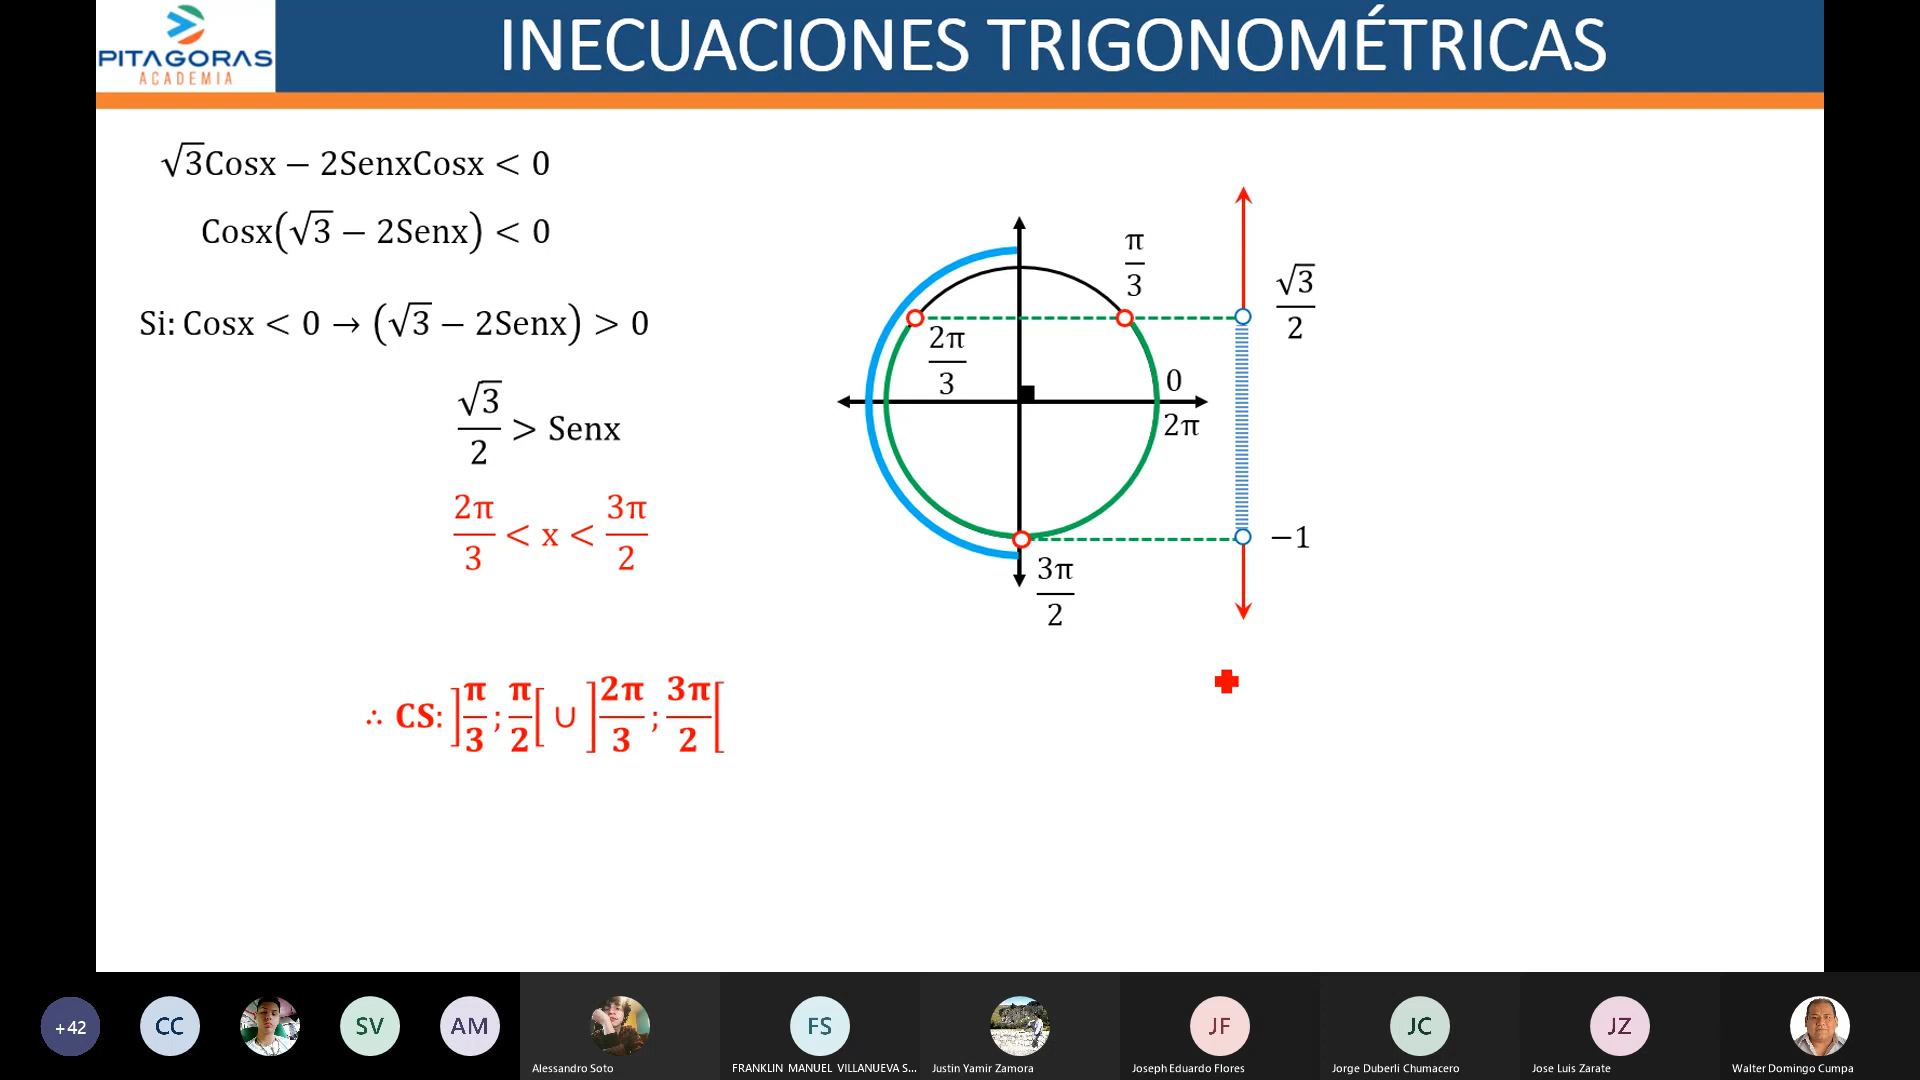 PITAGORAS
ACADEMIA
INECUACIONES TRIGONOMÉTRICAS
√3Cosx − 2SenxCosx < 0
Cosx(√3 − 2Senx) < 0
Si: Cosx < 0 → (√3 − 2Senx) > 0
√3/2 > Senx
2π/3 < x < 3π/2
∴ CS: ]π/3 ; π/2[ ∪ ]2π/3 ; 3π/2[
π/3
√3/2
2π/3
0
2π
−1
3π/2
+42
CC
SV
AM
FS
JF
JC
JZ
Alessandro Soto
FRANKLIN MANUEL VILLANUEVA S...
Justin Yamir Zamora
Joseph Eduardo Flores
Jorge Duberli Chumacero
Jose Luis Zarate
Walter Domingo Cumpa